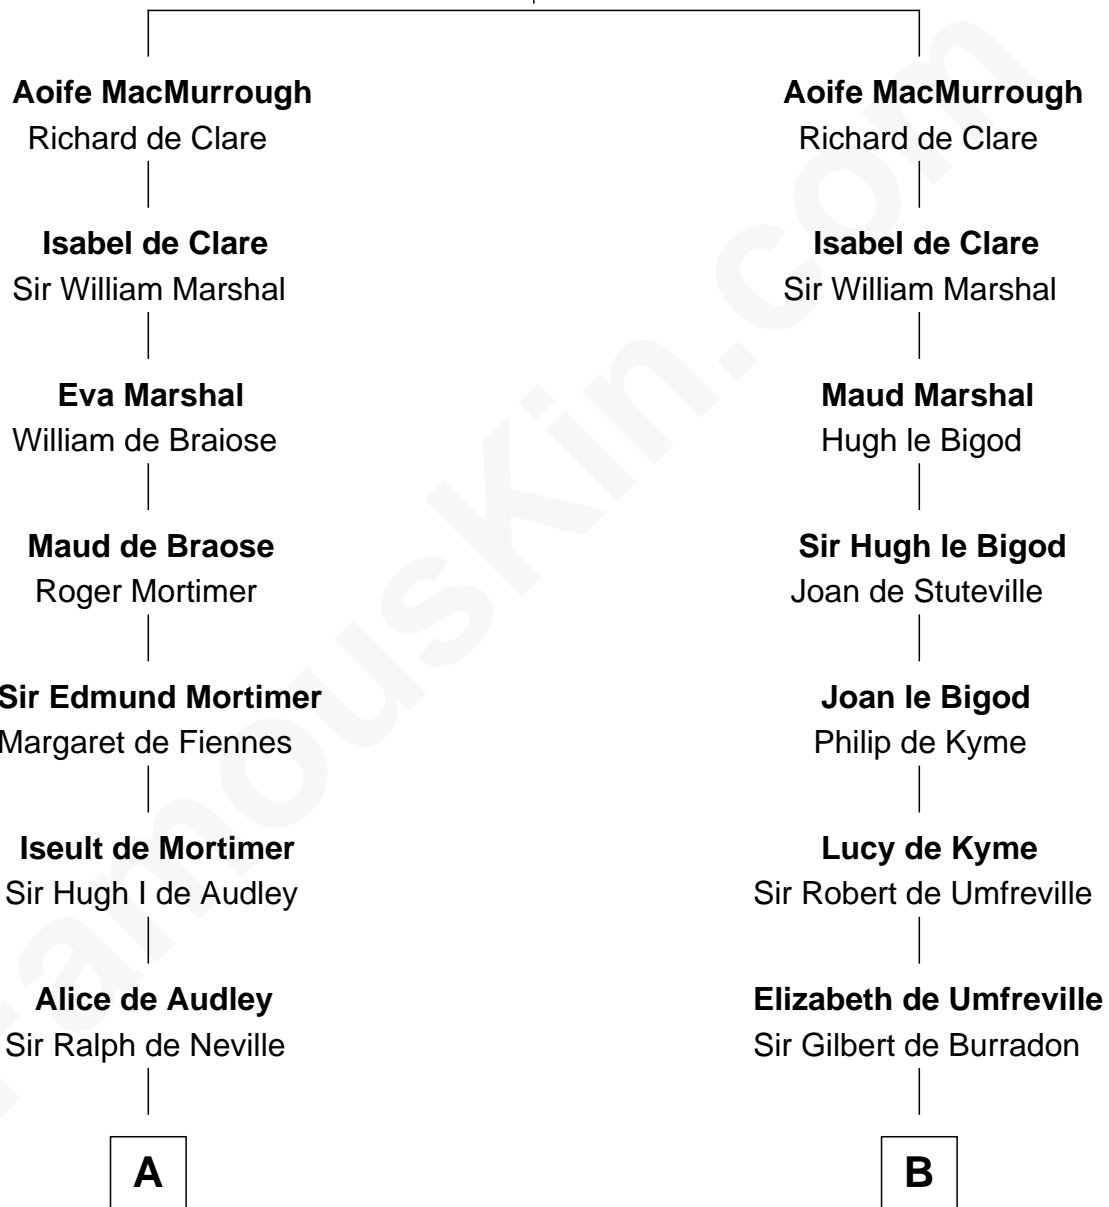 Aoife MacMurrough
Richard de Clare
Isabel de Clare
Sir William Marshal
Eva Marshal
William de Braiose
Maud de Braose
Roger Mortimer
Sir Edmund Mortimer
Margaret de Fiennes
Iseult de Mortimer
Sir Hugh I de Audley
Alice de Audley
Sir Ralph de Neville
A
Aoife MacMurrough
Richard de Clare
Isabel de Clare
Sir William Marshal
Maud Marshal
Hugh le Bigod
Sir Hugh le Bigod
Joan de Stuteville
Joan le Bigod
Philip de Kyme
Lucy de Kyme
Sir Robert de Umfreville
Elizabeth de Umfreville
Sir Gilbert de Burradon
B
FamousKin.com